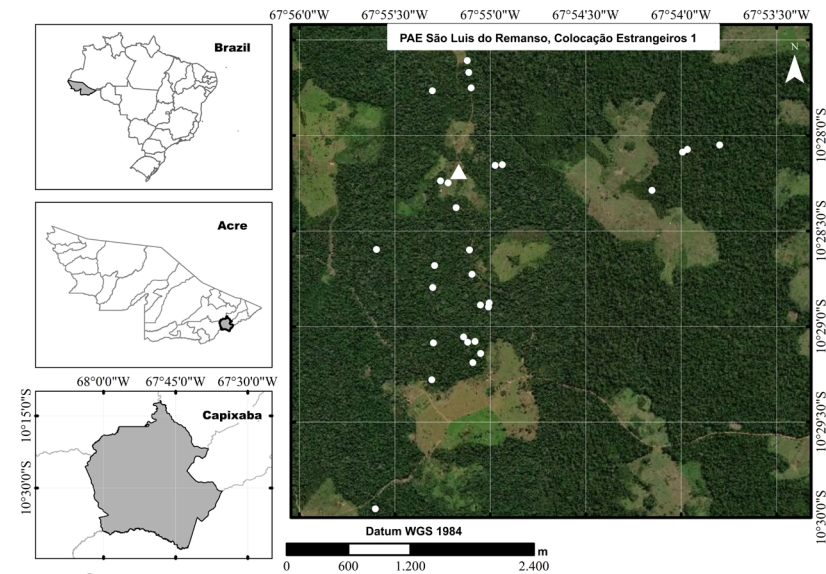 67°56'0"W 67°55'30"W 67°55'0"W 67°54'30"W 67°54'0"W 67°53'30"W
Brazil
PAE São Luis do Remanso, Colocação Estrangeiros 1
N
10°28'0"S
Acre
10°28'30"S
10°29'0"S
68°0'0"W 67°45'0"W 67°30'0"W
Capixaba
10°15'0"S
10°29'30"S
10°30'0"S
10°30'0"S
Datum WGS 1984
m
0 600 1.200 2.400